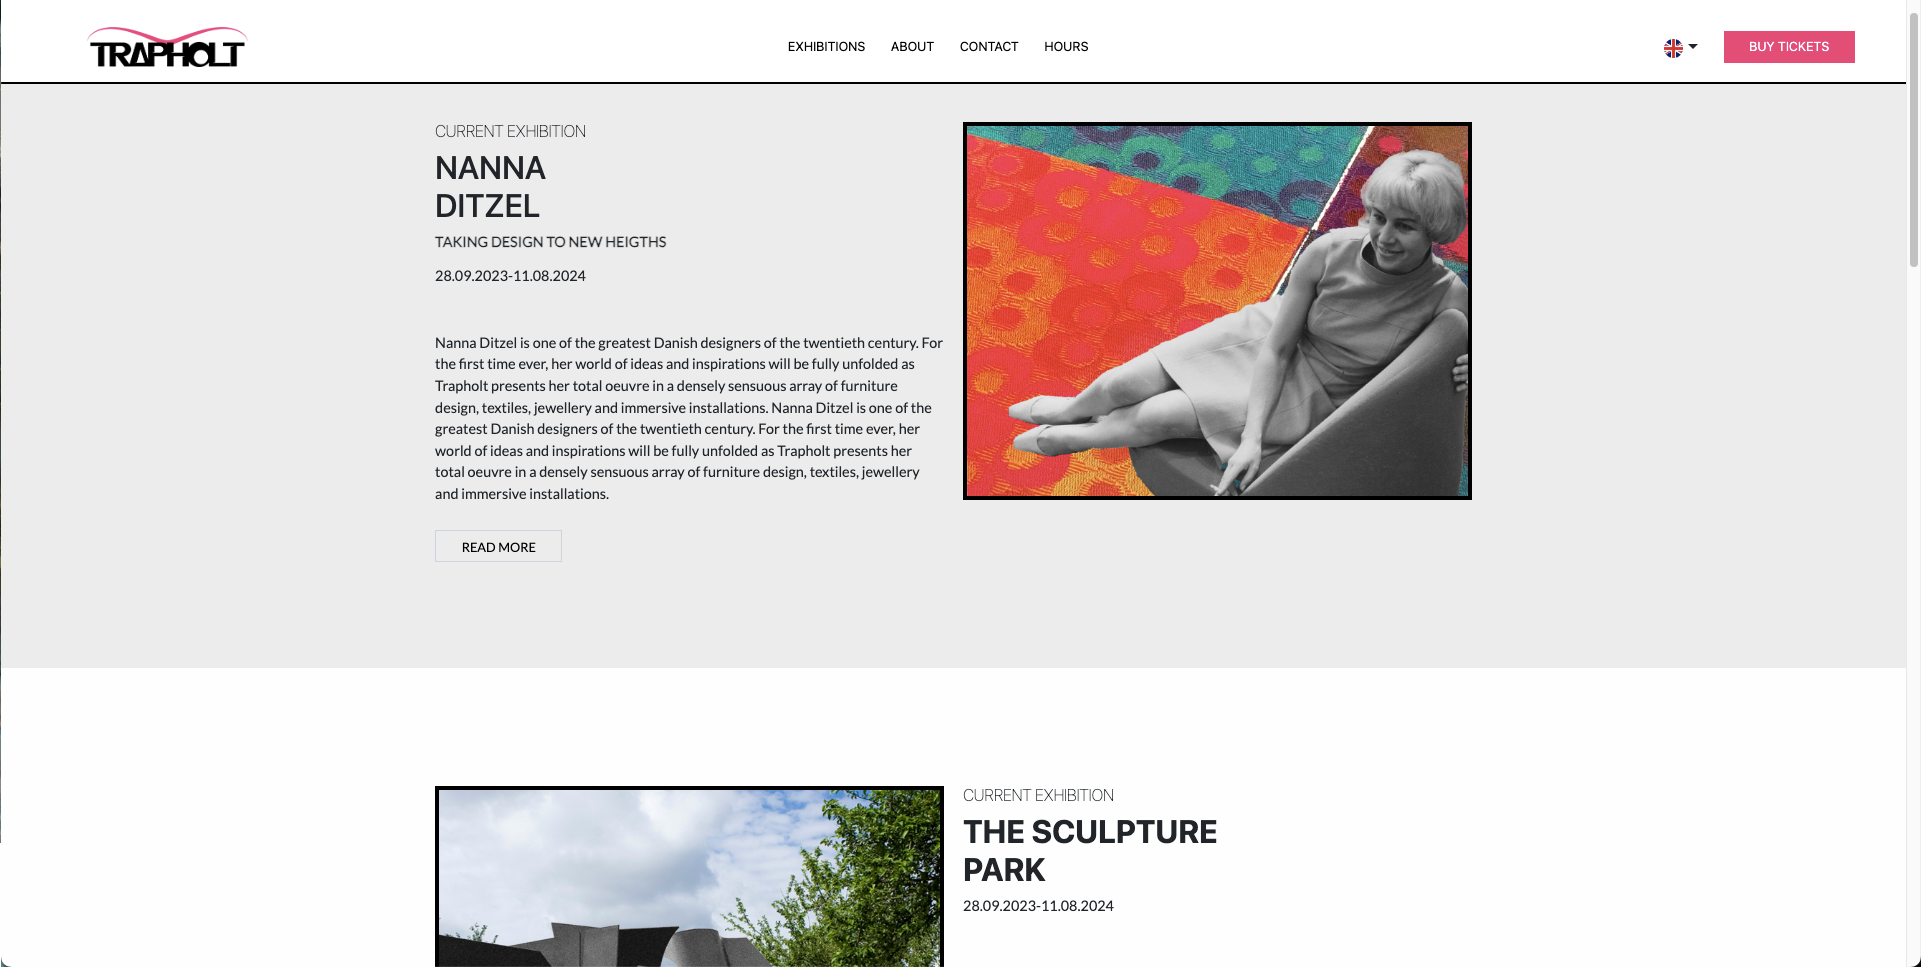 TRAPHOLT
EXHIBITIONS ABOUT CONTACT HOURS
BUY TICKETS
CURRENT EXHIBITION
NANNA
DITZEL
TAKING DESIGN TO NEW HEIGTHS
28.09.2023-11.08.2024
Nanna Ditzel is one of the greatest Danish designers of the twentieth century. For
the first time ever, her world of ideas and inspirations will be fully unfolded as
Trapholt presents her total oeuvre in a densely sensuous array of furniture
design, textiles, jewellery and immersive installations. Nanna Ditzel is one of the
greatest Danish designers of the twentieth century. For the first time ever, her
world of ideas and inspirations will be fully unfolded as Trapholt presents her
total oeuvre in a densely sensuous array of furniture design, textiles, jewellery
and immersive installations.
READ MORE
CURRENT EXHIBITION
THE SCULPTURE
PARK
28.09.2023-11.08.2024